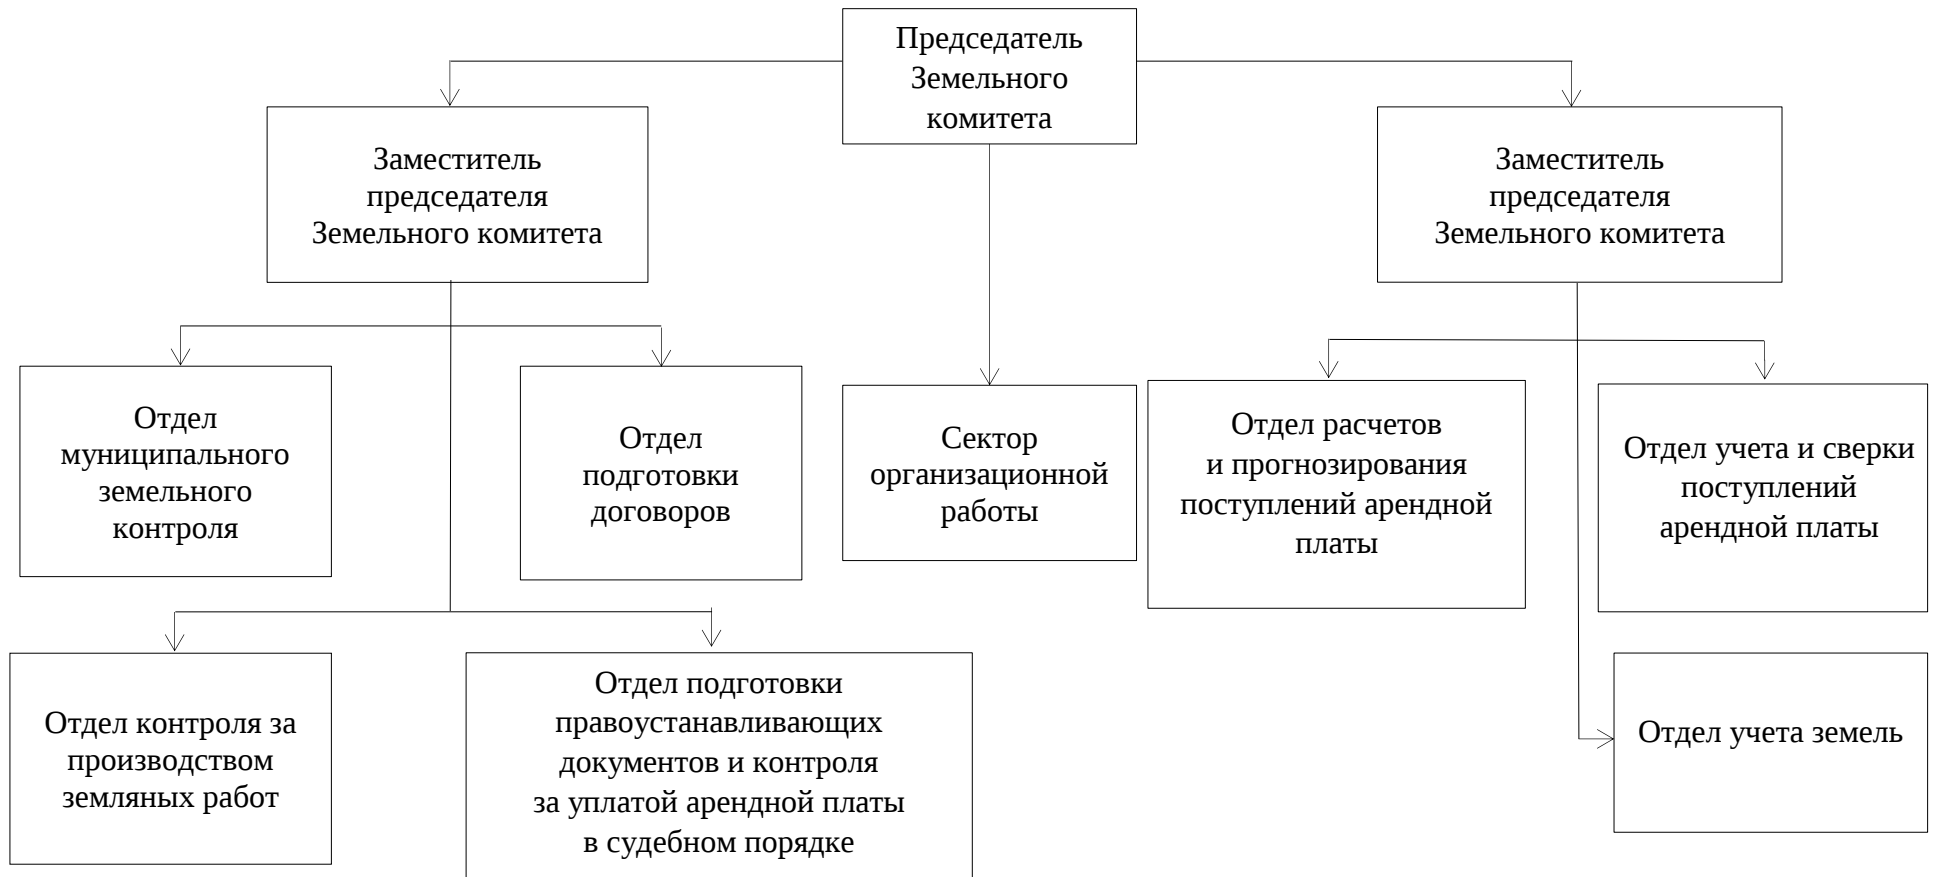 Председатель
Земельного
комитета
Заместитель
председателя
Земельного комитета
Заместитель
председателя
Земельного комитета
Отдел
муниципального
земельного
контроля
Отдел
подготовки
договоров
Сектор
организационной
работы
Отдел расчетов
и прогнозирования
поступлений арендной
платы
Отдел учета и сверки
поступлений
арендной платы
Отдел контроля за
производством
земляных работ
Отдел подготовки
правоустанавливающих
документов и контроля
за уплатой арендной платы
в судебном порядке
Отдел учета земель